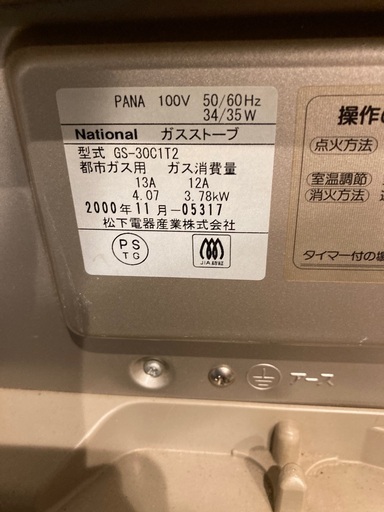 PANA 100V 50/60Hz
34/35W
National ガスストーブ
型式 GS-30C1T2
都市ガス用 ガス消費量
13A 12A
4.07 3.78kW
2000年11月-05317
松下電器産業株式会社
PS
TG
JIA
操作の
点火方法
室温調節
消火方法
タイマー付の場
アース